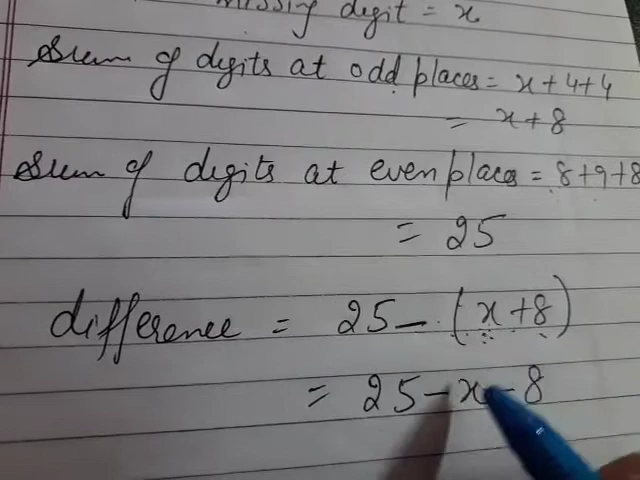 missing digit = x
Sum of digits at odd places = x+4+4
= x+8
Sum of digits at even places = 8+9+8
= 25
difference = 25 - (x+8)
= 25-x-8